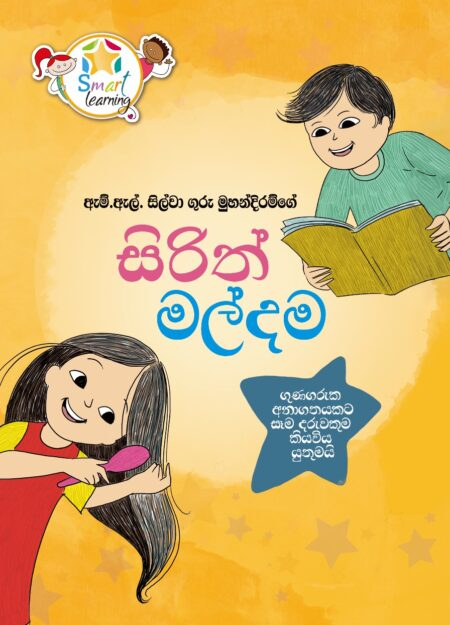 Smart
learning
ඇම්.ඇල්. සිල්වා ගුරු මුහන්දිරම්ගේ
සිරිත්
මල්දම
ගුණගරුක
අනාගතයකට
සෑම දරුවකුම
කියවිය
යුතුමයි